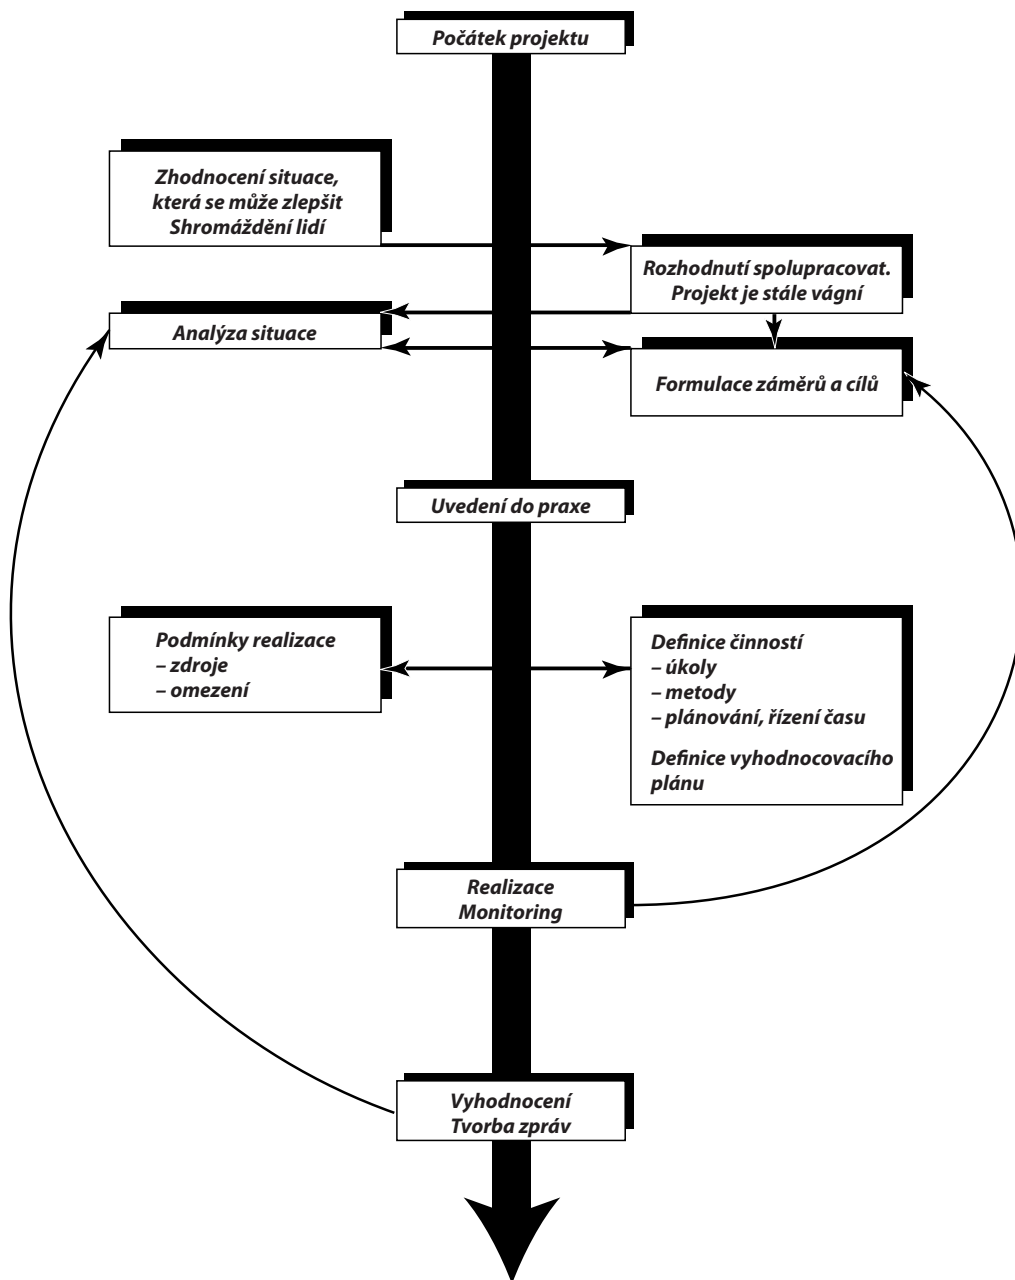 Počátek projektu
Zhodnocení situace,
která se může zlepšit
Shromáždění lidí
Rozhodnutí spolupracovat.
Projekt je stále vágní
Analýza situace
Formulace záměrů a cílů
Uvedení do praxe
Podmínky realizace
– zdroje
– omezení
Definice činností
– úkoly
– metody
– plánování, řízení času
Definice vyhodnocovacího
plánu
Realizace
Monitoring
Vyhodnocení
Tvorba zpráv